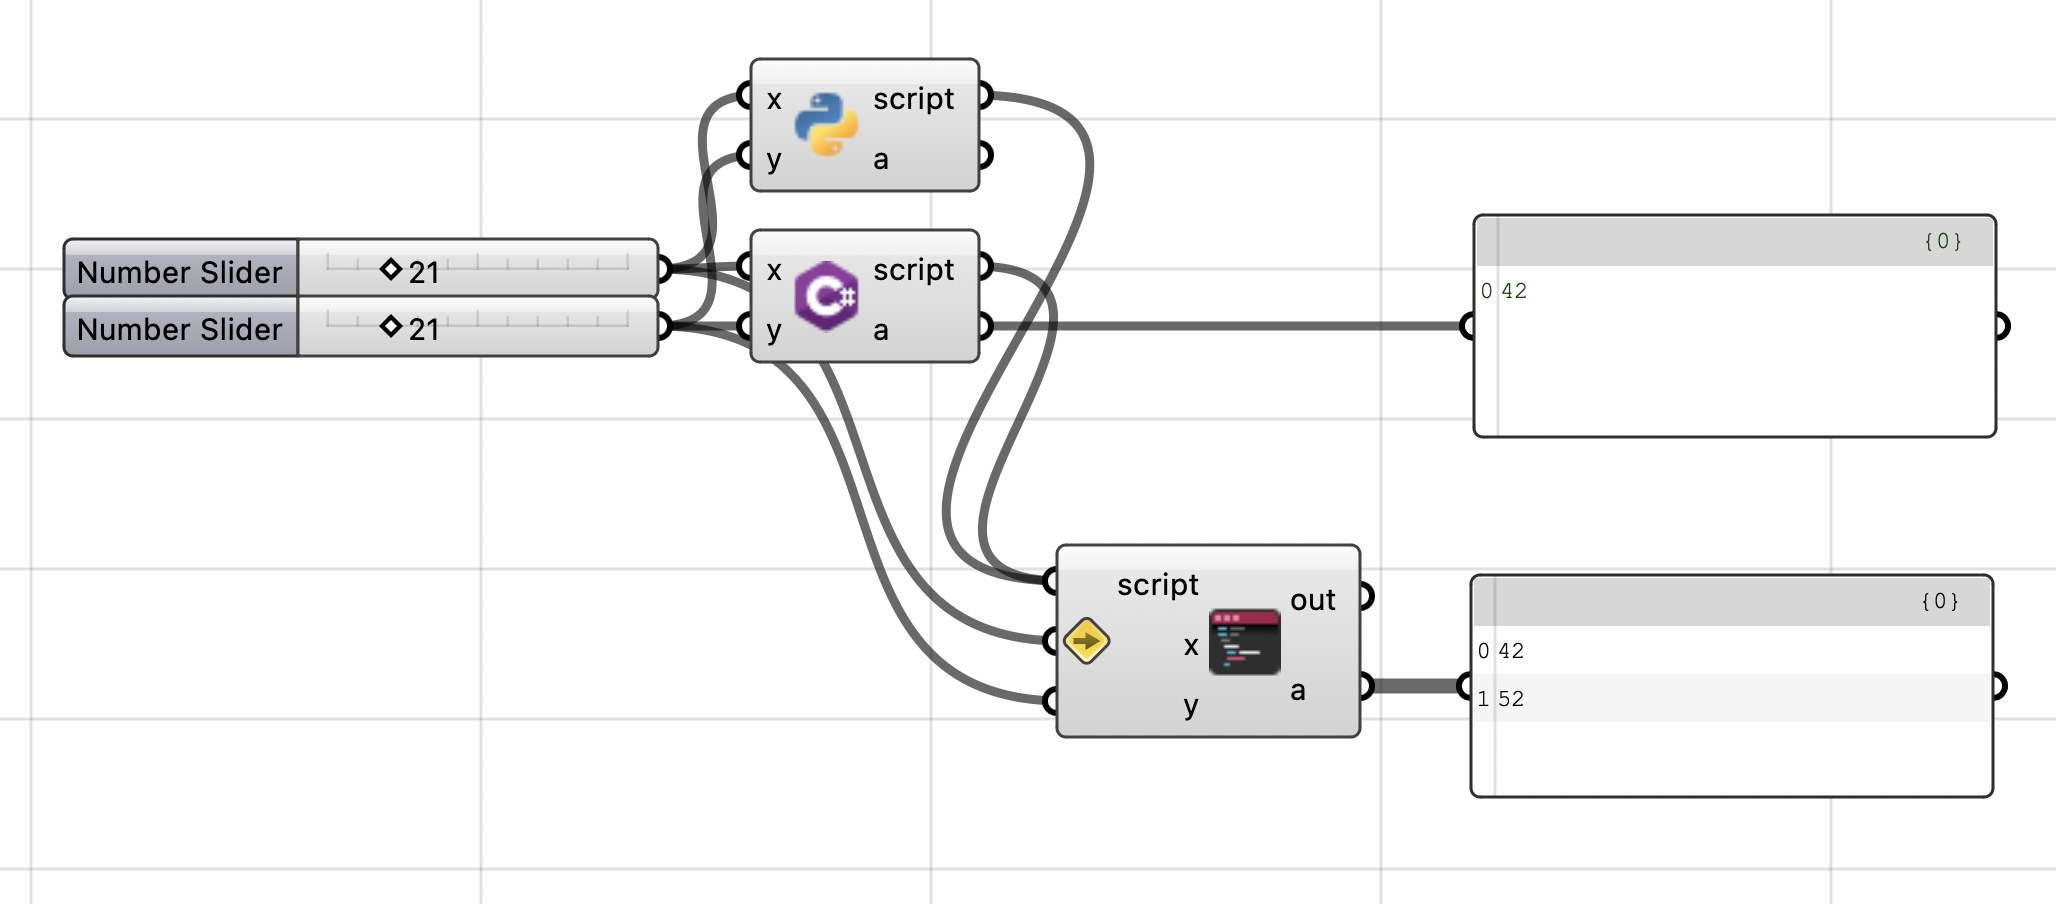 x script
y a
Number Slider 21
Number Slider 21
x C# script
y a
{0}
0 42
script
x
y
out
a
{0}
0 42
1 52